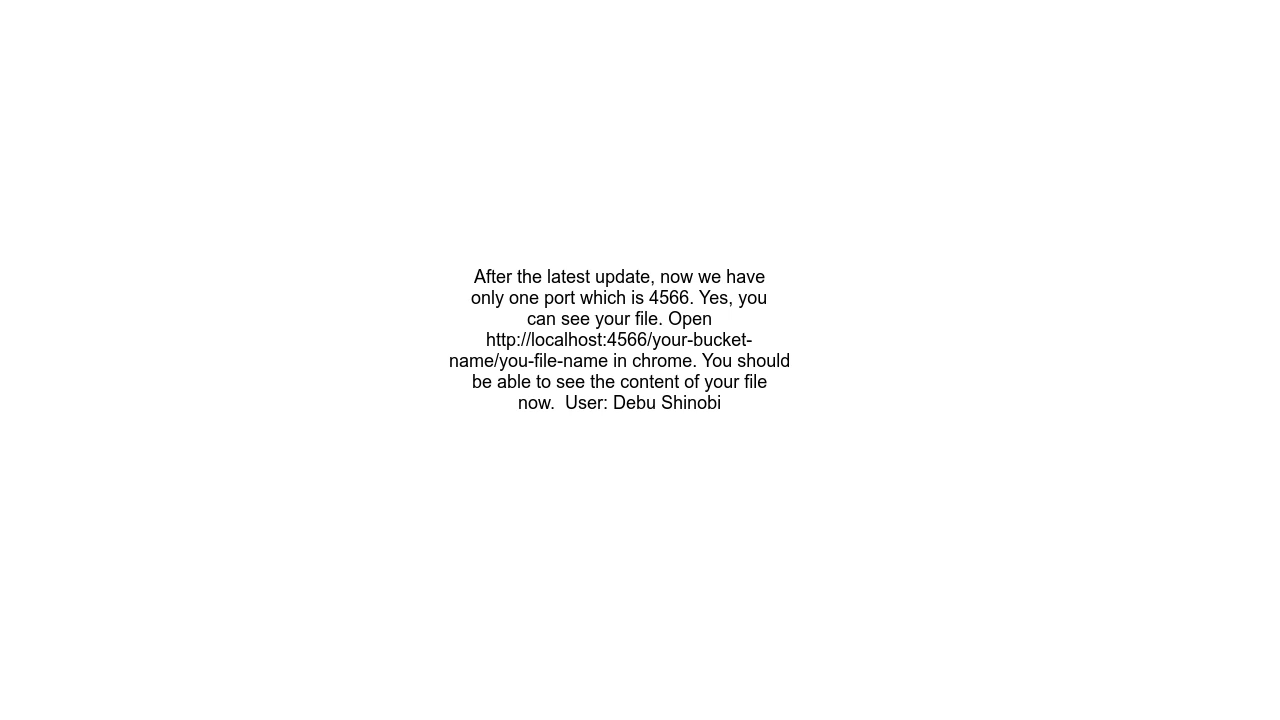 After the latest update, now we have
only one port which is 4566. Yes, you
can see your file. Open
http://localhost:4566/your-bucket-
name/you-file-name in chrome. You should
be able to see the content of your file
now.  User: Debu Shinobi